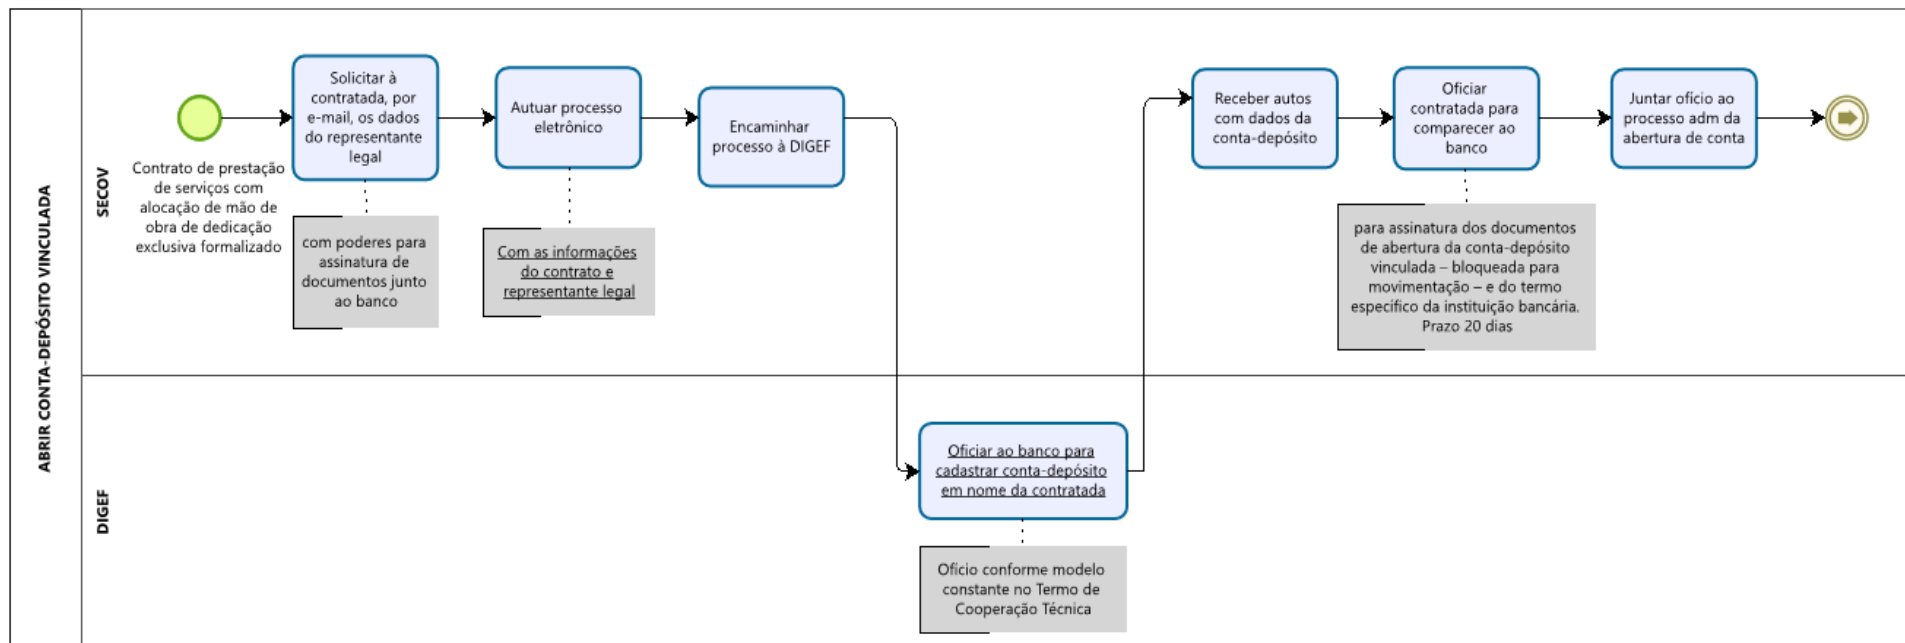 ABRIR CONTA-DEPÓSITO VINCULADA
SECOV
Contrato de prestação
de serviços com
alocação de mão de
obra de dedicação
exclusiva formalizado
Solicitar à
contratada, por
e-mail, os dados
do representante
legal
com poderes para
assinatura de
documentos junto
ao banco
Autuar processo
eletrônico
Com as informações
do contrato e
representante legal
Encaminhar
processo à DIGEF
Receber autos
com dados da
conta-depósito
Oficiar
contratada para
comparecer ao
banco
para assinatura dos documentos
de abertura da conta-depósito
vinculada – bloqueada para
movimentação – e do termo
específico da instituição bancária.
Prazo 20 dias
Juntar ofício ao
processo adm da
abertura de conta
DIGEF
Oficiar ao banco para
cadastrar conta-depósito
em nome da contratada
Ofício conforme modelo
constante no Termo de
Cooperação Técnica